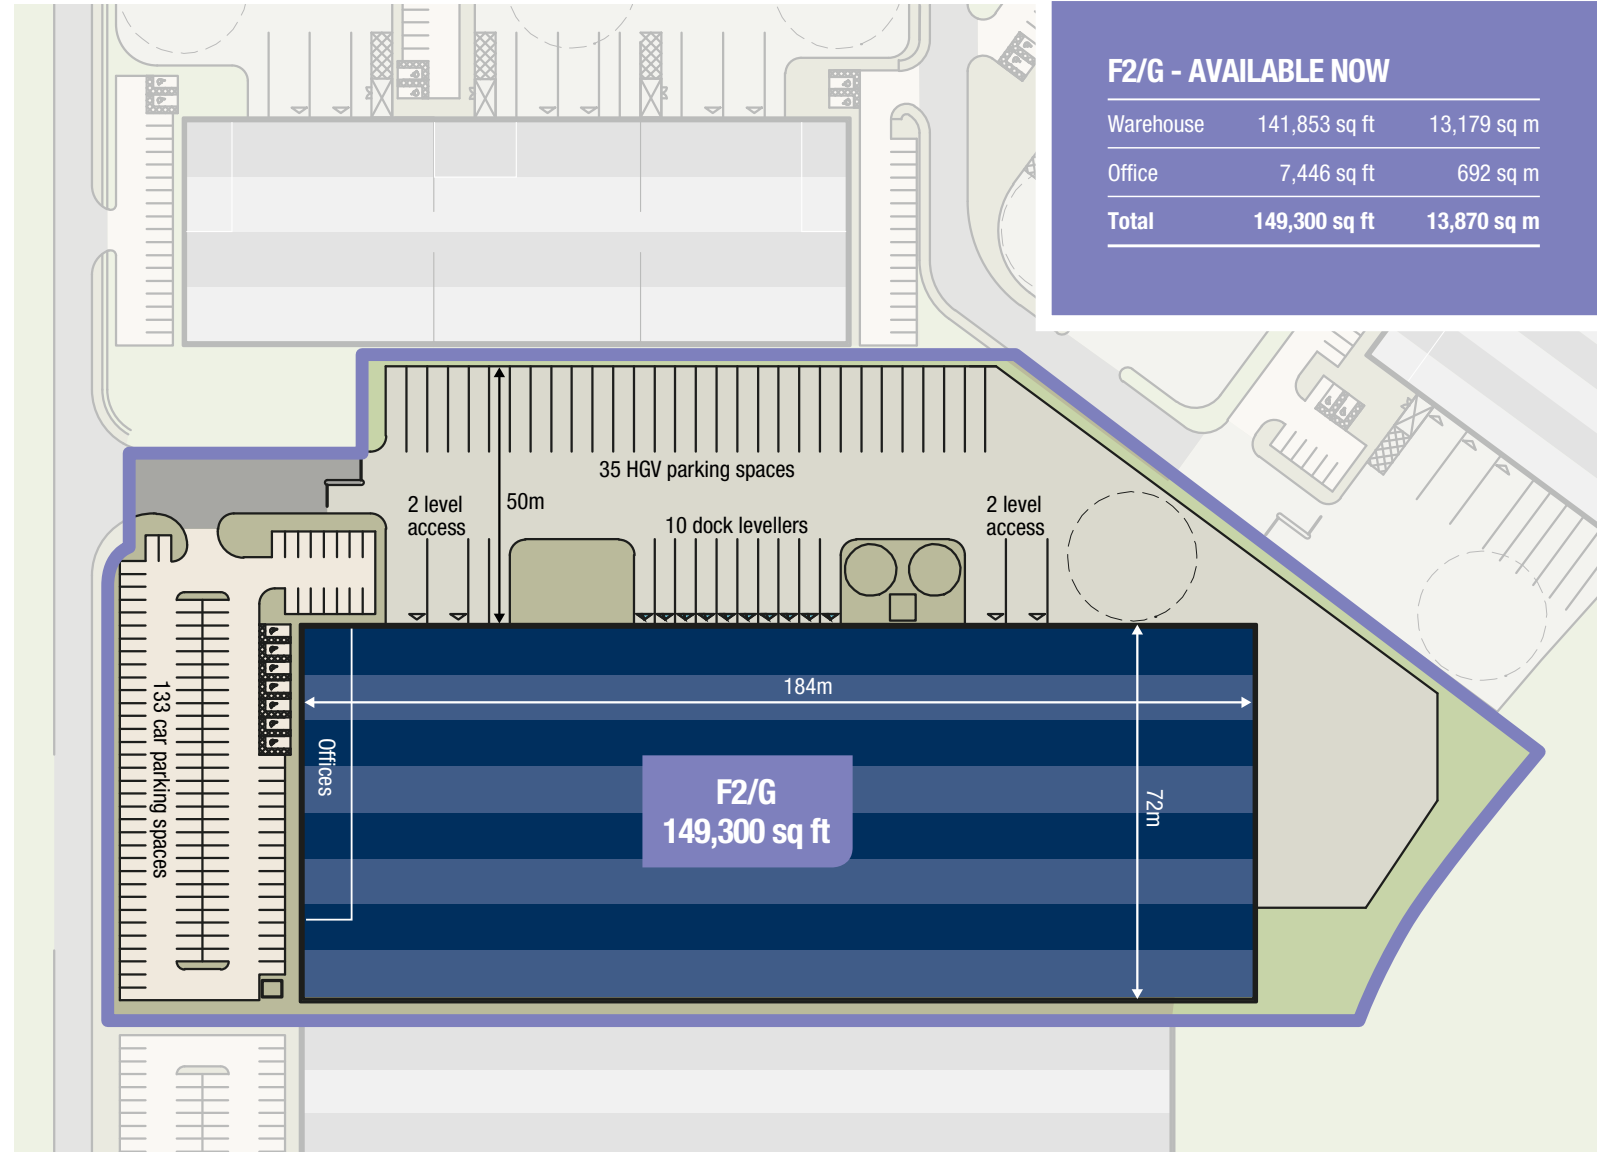 F2/G - AVAILABLE NOW
Warehouse 141,853 sq ft 13,179 sq m
Office 7,446 sq ft 692 sq m
Total 149,300 sq ft 13,870 sq m
35 HGV parking spaces
2 level
access
50m
10 dock levellers
2 level
access
184m
133 car parking spaces
Offices
F2/G
149,300 sq ft
72m